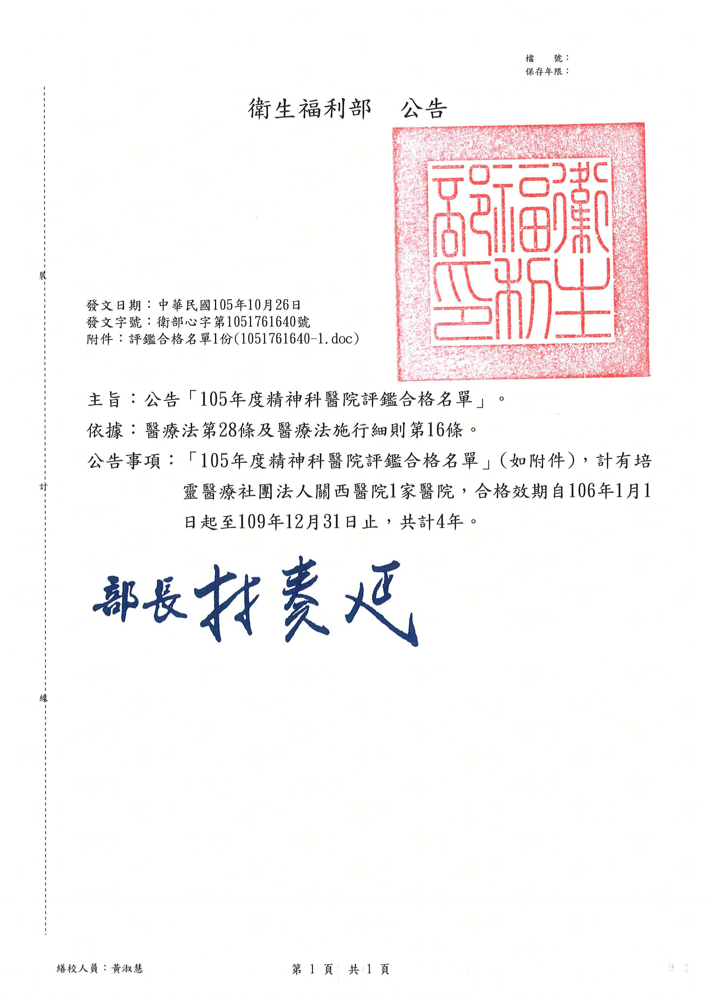 檔　　號：
保存年限：
衛生福利部　公告
衛生福利部印
發文日期：中華民國105年10月26日
發文字號：衛部心字第1051761640號
附件：評鑑合格名單1份(1051761640-1.doc)
主旨：公告「105年度精神科醫院評鑑合格名單」。
依據：醫療法第28條及醫療法施行細則第16條。
公告事項：「105年度精神科醫院評鑑合格名單」(如附件)，計有培
靈醫療社團法人關西醫院1家醫院，合格效期自106年1月1
日起至109年12月31日止，共計4年。
部長林奏延
裝
訂
線
繕校人員：黃淑慧
第 1 頁　共 1 頁